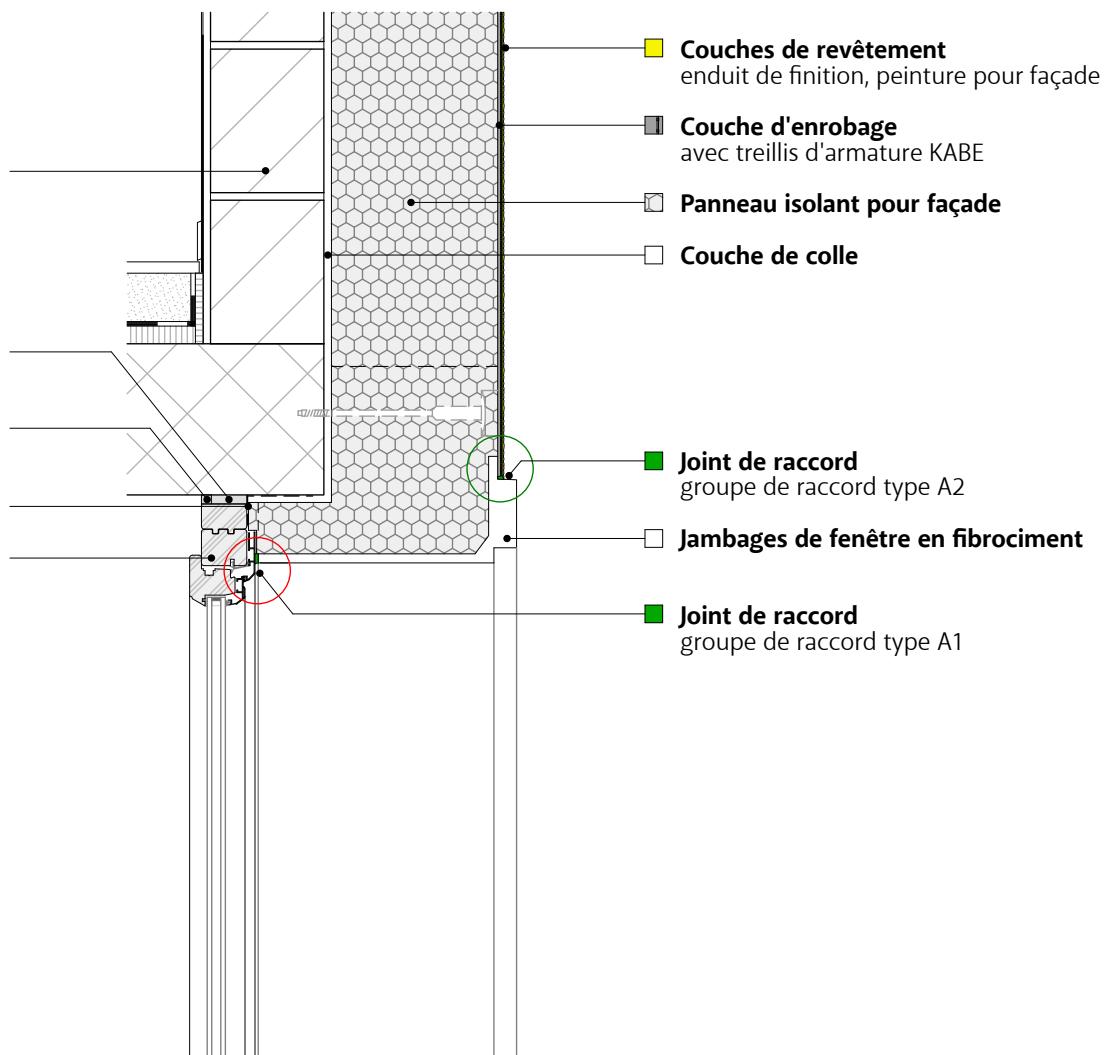 Couches de revêtement
enduit de finition, peinture pour façade
Couche d'enrobage
avec treillis d'armature KABE
Panneau isolant pour façade
Couche de colle
Joint de raccord
groupe de raccord type A2
Jambages de fenêtre en fibrociment
Joint de raccord
groupe de raccord type A1